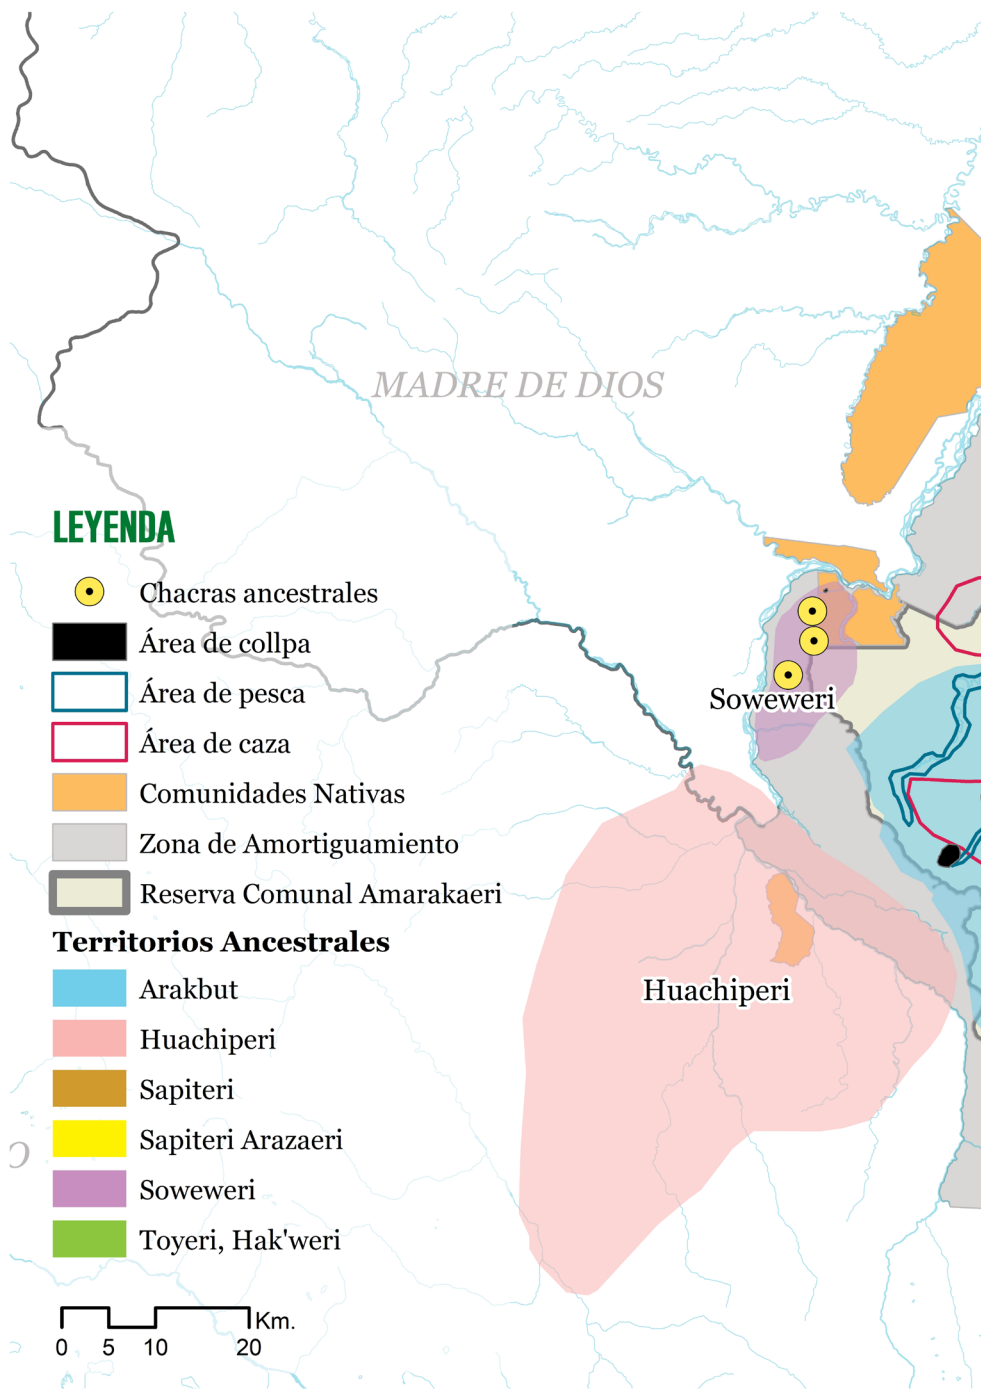 MADRE DE DIOS
LEYENDA
Chacras ancestrales
Área de collpa
Área de pesca
Área de caza
Comunidades Nativas
Zona de Amortiguamiento
Reserva Comunal Amarakaeri
Territorios Ancestrales
Arakbut
Huachiperi
Sapiteri
Sapiteri Arazaeri
Soweweri
Toyeri, Hak'weri
Soweweri
Huachiperi
O
Km.
0 5 10 20